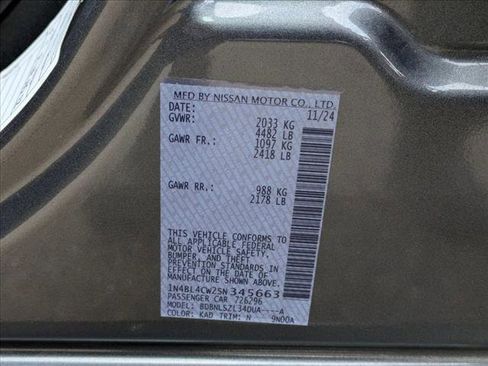 MFD BY NISSAN MOTOR CO., LTD.
DATE: 11/24
GVWR: 2033 KG
4482 LB
GAWR FR.: 1097 KG
2418 LB
GAWR RR.: 988 KG
2178 LB
THIS VEHICLE CONFORMS TO
ALL APPLICABLE FEDERAL
MOTOR VEHICLE SAFETY,
BUMPER, AND THEFT
PREVENTION STANDARDS IN
EFFECT ON THE DATE OF
MANUFACTURE SHOWN ABOVE.
1N4BL4CW2SN345663
PASSENGER CAR 726296
MODEL: BDBNLSZL34DUA----A
COLOR: KAD TRIM: N 9N00A